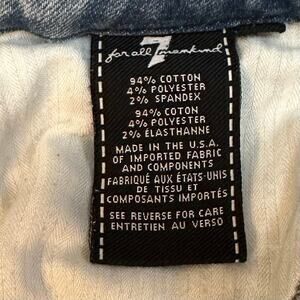 7
for all mankind
94% COTTON
4% POLYESTER
2% SPANDEX
94% COTON
4% POLYESTER
2% ÉLASTHANNE
MADE IN THE U.S.A.
OF IMPORTED FABRIC
AND COMPONENTS
FABRIQUÉ AUX ÉTATS-UNIS
DE TISSU ET
COMPOSANTS IMPORTÉS
SEE REVERSE FOR CARE
ENTRETIEN AU VERSO